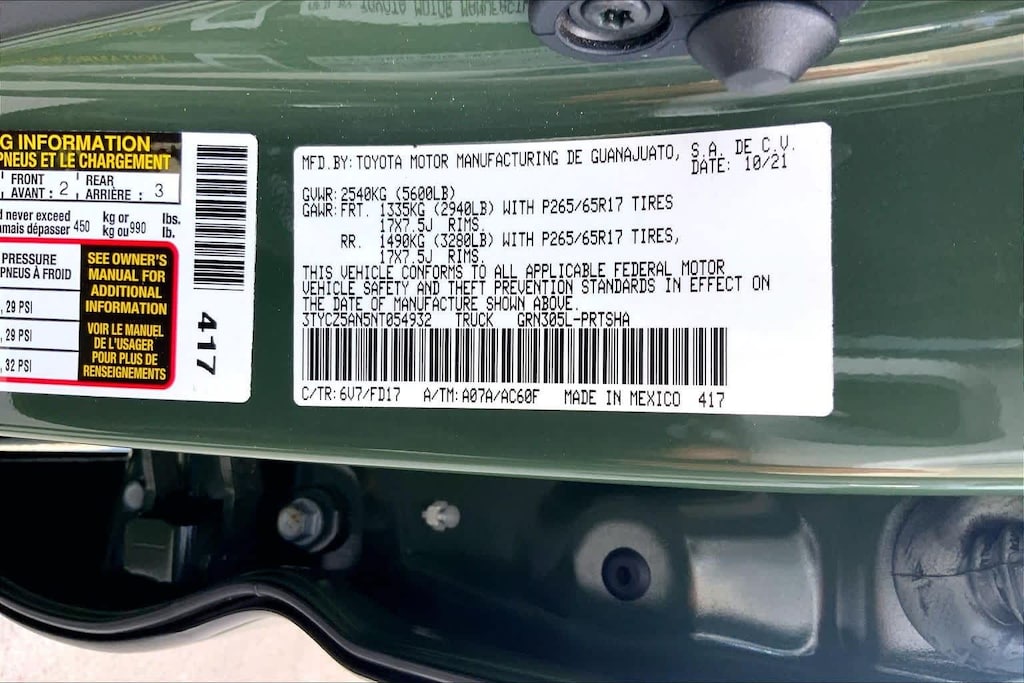 G INFORMATION
PNEUS ET LE CHARGEMENT
FRONT
AVANT : 2
REAR
ARRIÈRE : 3
d never exceed
amais dépasser
450
kg or
kg ou
990
lbs.
lb.
PRESSURE
PNEUS À FROID
, 29 PSI
, 29 PSI
, 32 PSI
SEE OWNER'S
MANUAL FOR
ADDITIONAL
INFORMATION
VOIR LE MANUEL
DE L'USAGER
POUR PLUS DE
RENSEIGNEMENTS
417
MFD.BY:TOYOTA MOTOR MANUFACTURING DE GUANAJUATO, S.A. DE C.V.
DATE: 10/21
GVWR:2540KG (5600LB)
GAWR:FRT. 1335KG (2940LB) WITH P265/65R17 TIRES
17X7.5J RIMS.
RR. 1490KG (3280LB) WITH P265/65R17 TIRES,
17X7.5J RIMS.
THIS VEHICLE CONFORMS TO ALL APPLICABLE FEDERAL MOTOR
VEHICLE SAFETY AND THEFT PREVENTION STANDARDS IN EFFECT ON
THE DATE OF MANUFACTURE SHOWN ABOVE.
3TYCZ5AN5NT054932 TRUCK GRN305L-PRTSHA
C/TR:6V7/FD17 A/TM:A07A/AC60F MADE IN MEXICO 417